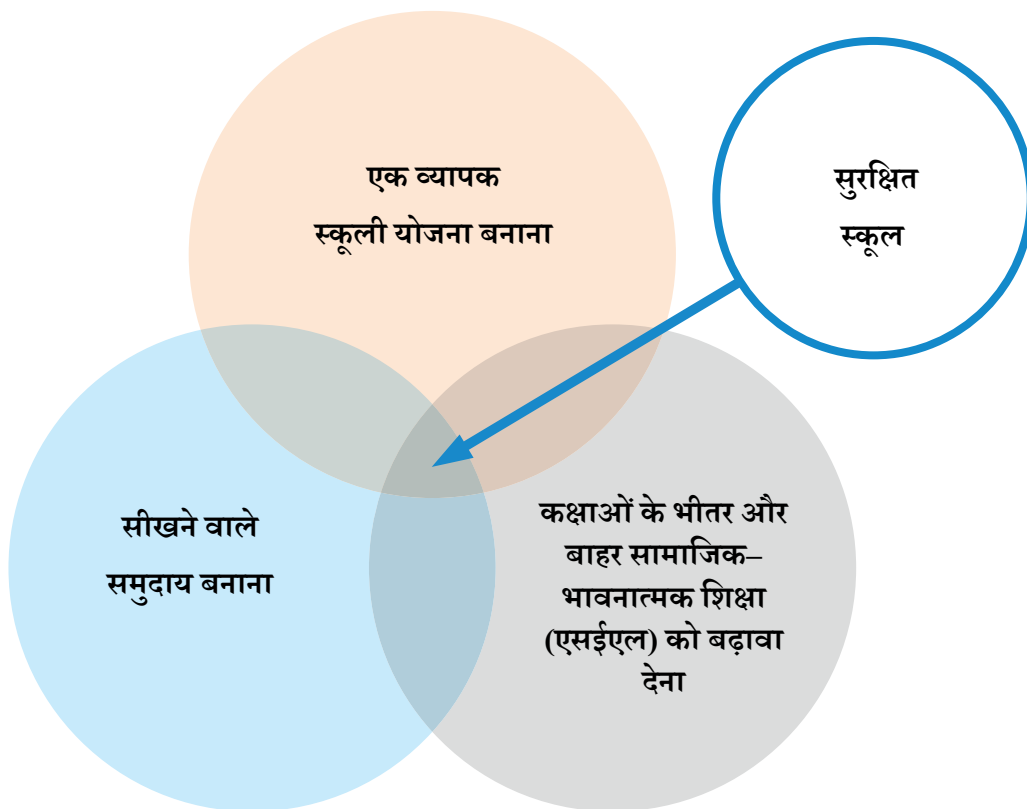 एक व्यापक
स्कूली योजना बनाना
सुरक्षित
स्कूल
सीखने वाले
समुदाय बनाना
कक्षाओं के भीतर और
बाहर सामाजिक–
भावनात्मक शिक्षा
(एसईएल) को बढ़ावा
देना